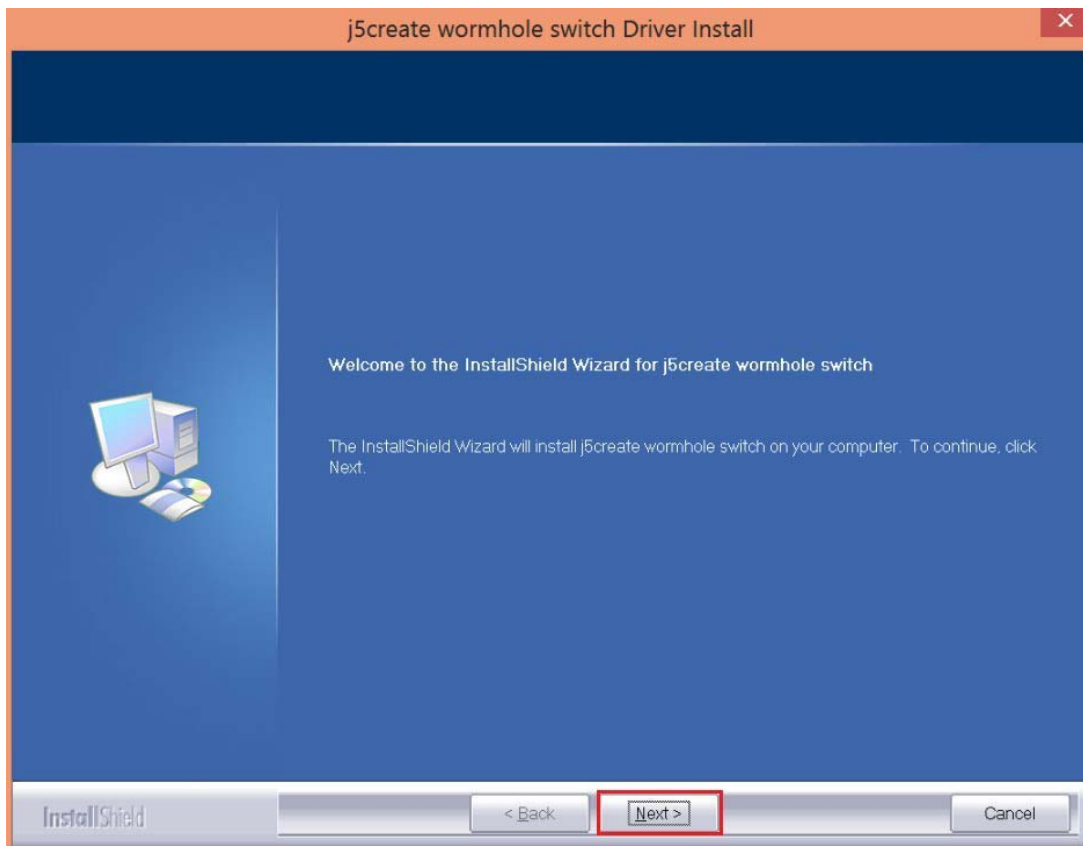 j5create wormhole switch Driver Install
Welcome to the InstallShield Wizard for j5create wormhole switch
The InstallShield Wizard will install j5create wormhole switch on your computer. To continue, click
Next.
InstallShield
< Back
Next >
Cancel